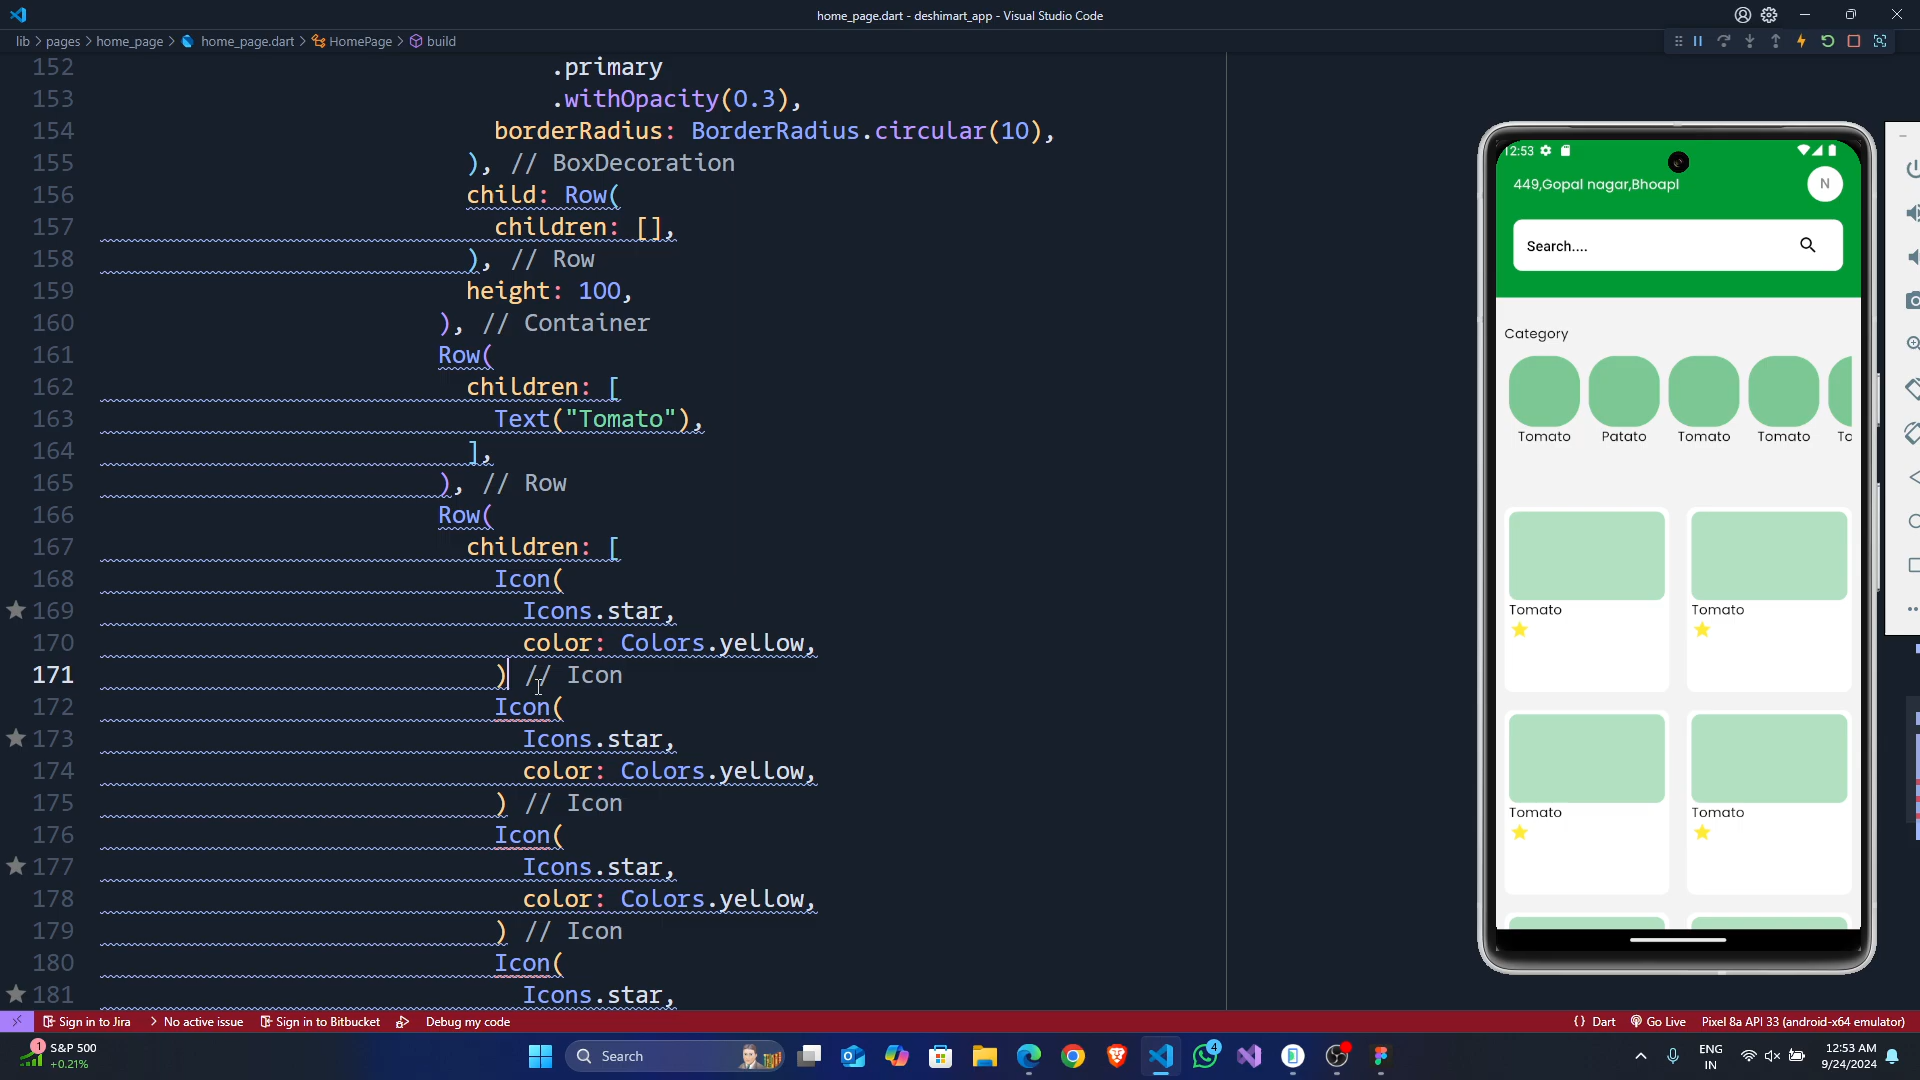 home_page.dart - deshimart_app - Visual Studio Code
lib > pages > home_page > home_page.dart > HomePage > build
152 .primary
153 .withOpacity(0.3),
154 borderRadius: BorderRadius.circular(10),
155 ), // BoxDecoration
156 child: Row(
157 children: [],
158 ), // Row
159 height: 100,
160 ), // Container
161 Row(
162 children: [
163 Text("Tomato"),
164 ],
165 ), // Row
166 Row(
167 children: [
168 Icon(
169 Icons.star,
170 color: Colors.yellow,
171 ) // Icon
172 Icon(
173 Icons.star,
174 color: Colors.yellow,
175 ) // Icon
176 Icon(
177 Icons.star,
178 color: Colors.yellow,
179 ) // Icon
180 Icon(
181 Icons.star,
12:53
449,Gopal nagar,Bhoapl
N
Search....
Category
Tomato Patato Tomato Tomato To
Tomato Tomato
Tomato Tomato
Sign in to Jira > No active issue Sign in to Bitbucket Debug my code
{} Dart Go Live Pixel 8a API 33 (android-x64 emulator)
1 S&P 500
+0.21%
Search
4
ENG
IN
12:53 AM
9/24/2024